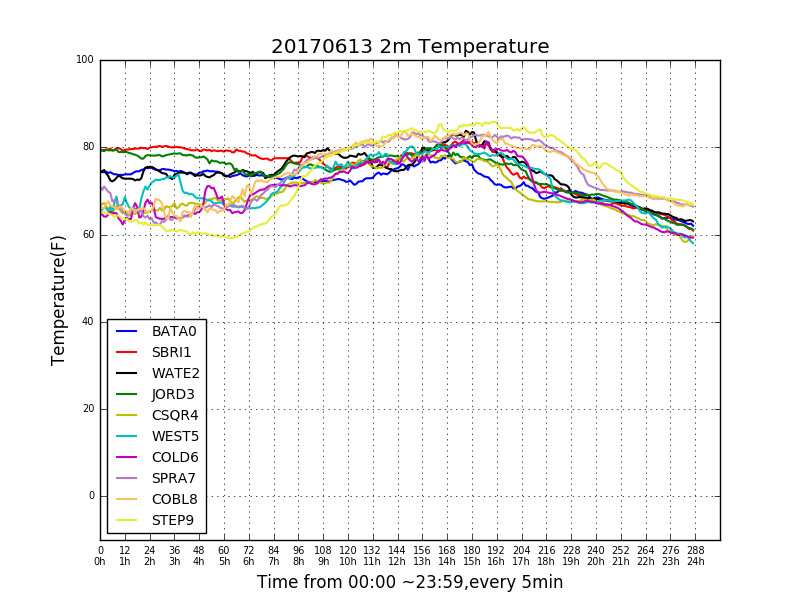 20170613 2m Temperature
Temperature(F)
100
80
60
40
20
0
BATA0
SBRI1
WATE2
JORD3
CSQR4
WEST5
COLD6
SPRA7
COBL8
STEP9
0 12 24 36 48 60 72 84 96 108 120 132 144 156 168 180 192 204 216 228 240 252 264 276 288
0h 1h 2h 3h 4h 5h 6h 7h 8h 9h 10h 11h 12h 13h 14h 15h 16h 17h 18h 19h 20h 21h 22h 23h 24h
Time from 00:00 ~23:59,every 5min